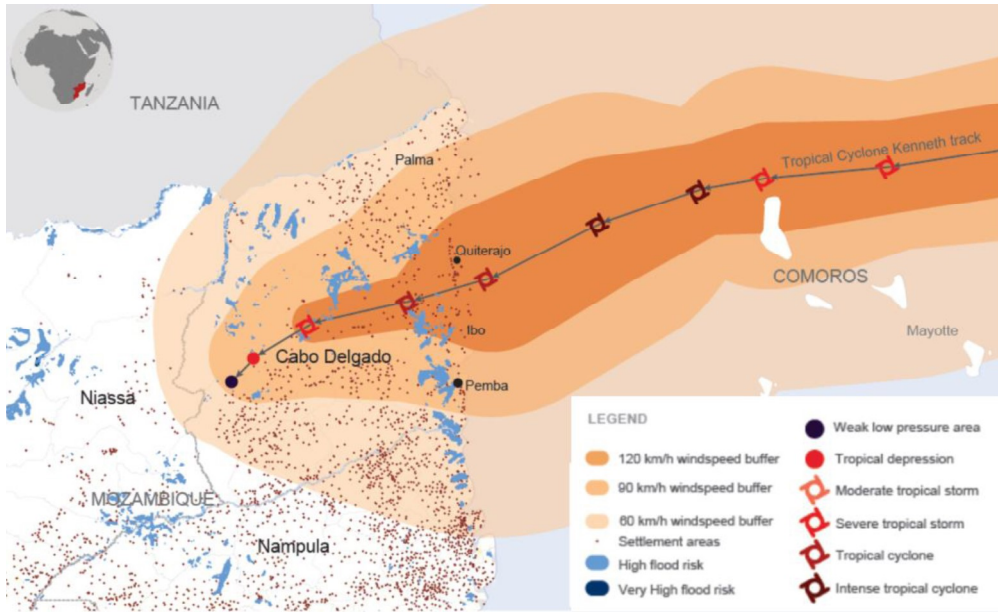 TANZANIA
Palma
Tropical Cyclone Kenneth track
Quiterajo
COMOROS
Ibo
Mayotte
Cabo Delgado
Pemba
Niassa
MOZAMBIQUE
Nampula
LEGEND
120 km/h windspeed buffer
90 km/h windspeed buffer
60 km/h windspeed buffer
Settlement areas
High flood risk
Very High flood risk
Weak low pressure area
Tropical depression
Moderate tropical storm
Severe tropical storm
Tropical cyclone
Intense tropical cyclone